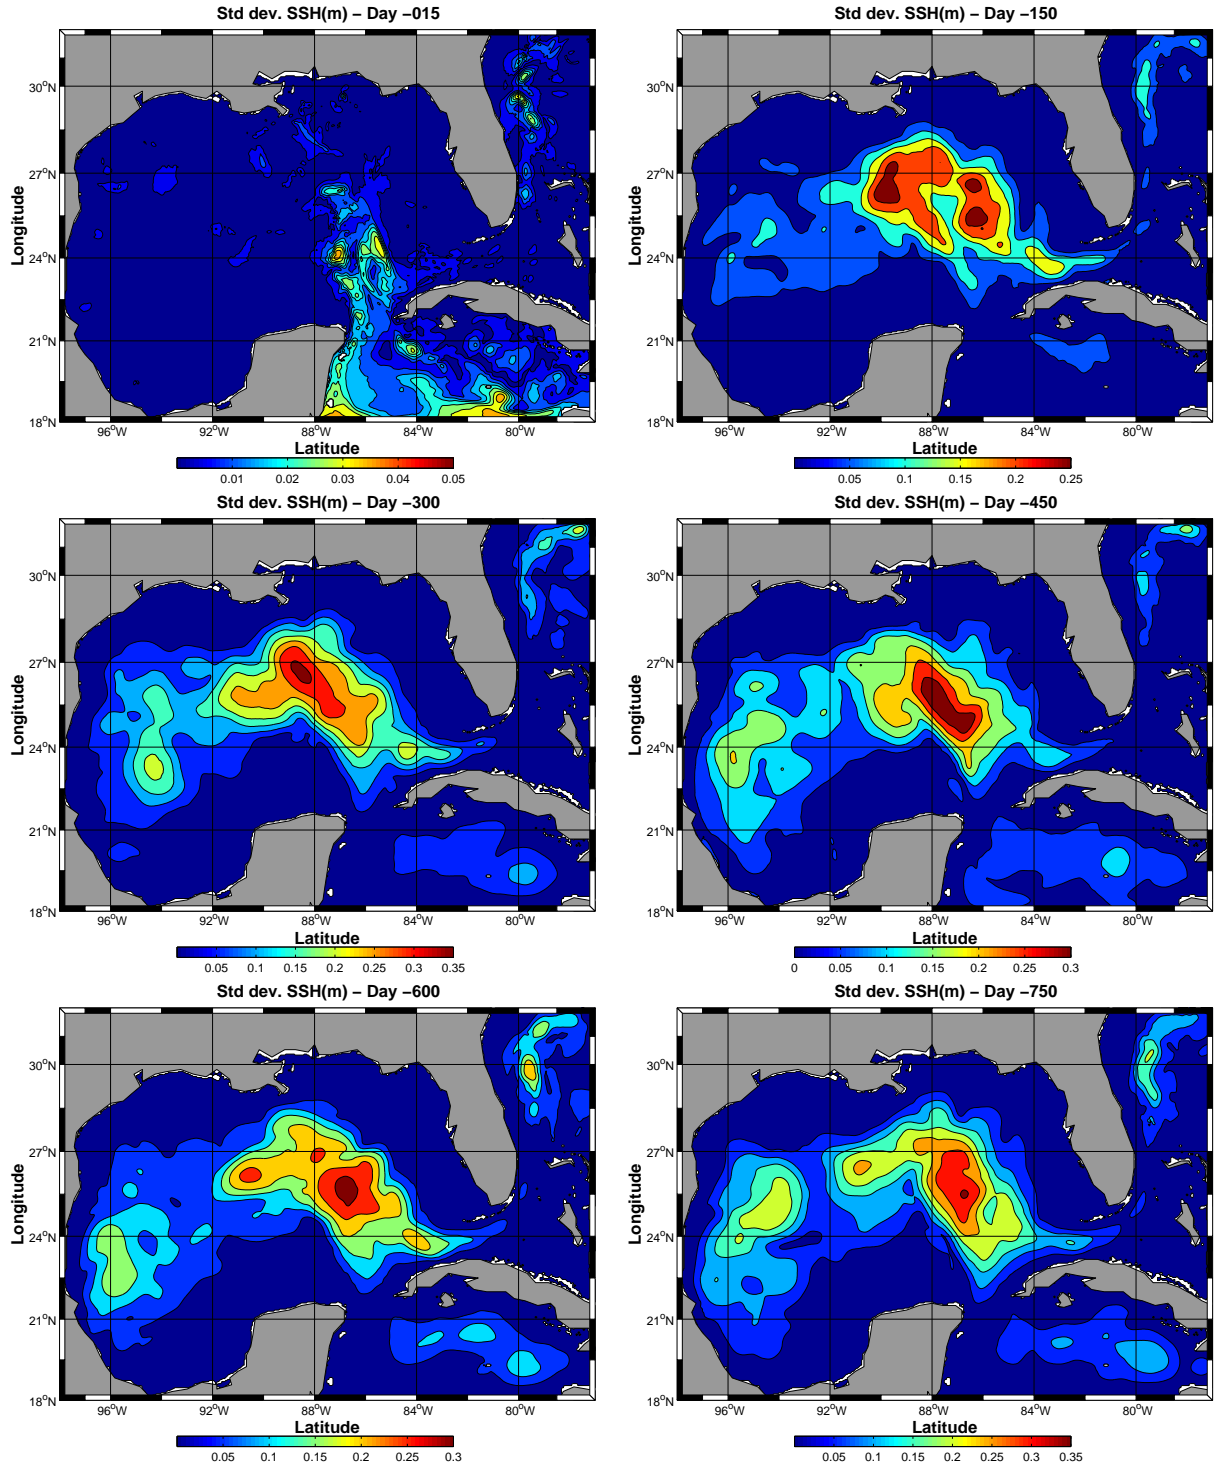 Std dev. SSH(m) – Day –015
Longitude
30°N
27°N
24°N
21°N
18°N
96°W 92°W 88°W 84°W 80°W
Latitude
0.01 0.02 0.03 0.04 0.05
Std dev. SSH(m) – Day –150
Longitude
30°N
27°N
24°N
21°N
18°N
96°W 92°W 88°W 84°W 80°W
Latitude
0.05 0.1 0.15 0.2 0.25
Std dev. SSH(m) – Day –300
Longitude
30°N
27°N
24°N
21°N
18°N
96°W 92°W 88°W 84°W 80°W
Latitude
0.05 0.1 0.15 0.2 0.25 0.3 0.35
Std dev. SSH(m) – Day –450
Longitude
30°N
27°N
24°N
21°N
18°N
96°W 92°W 88°W 84°W 80°W
Latitude
0 0.05 0.1 0.15 0.2 0.25 0.3
Std dev. SSH(m) – Day –600
Longitude
30°N
27°N
24°N
21°N
18°N
96°W 92°W 88°W 84°W 80°W
Latitude
0.05 0.1 0.15 0.2 0.25 0.3
Std dev. SSH(m) – Day –750
Longitude
30°N
27°N
24°N
21°N
18°N
96°W 92°W 88°W 84°W 80°W
Latitude
0.05 0.1 0.15 0.2 0.25 0.3 0.35